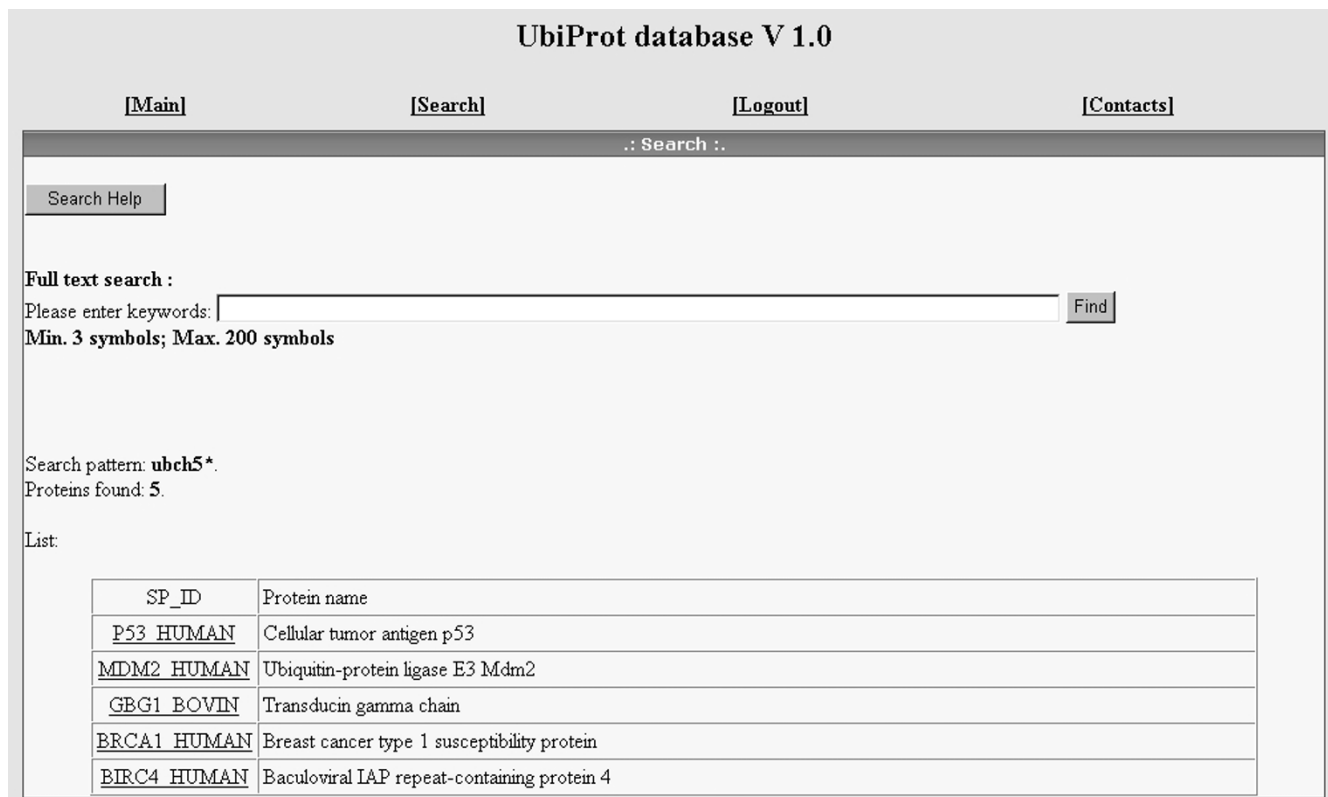 UbiProt database V 1.0
[Main] [Search] [Logout] [Contacts]
.: Search :.
Search Help
Full text search :
Please enter keywords: Find
Min. 3 symbols; Max. 200 symbols
Search pattern: ubch5*.
Proteins found: 5.
List:
SP_ID Protein name
P53_HUMAN Cellular tumor antigen p53
MDM2_HUMAN Ubiquitin-protein ligase E3 Mdm2
GBG1_BOVIN Transducin gamma chain
BRCA1_HUMAN Breast cancer type 1 susceptibility protein
BIRC4_HUMAN Baculoviral IAP repeat-containing protein 4